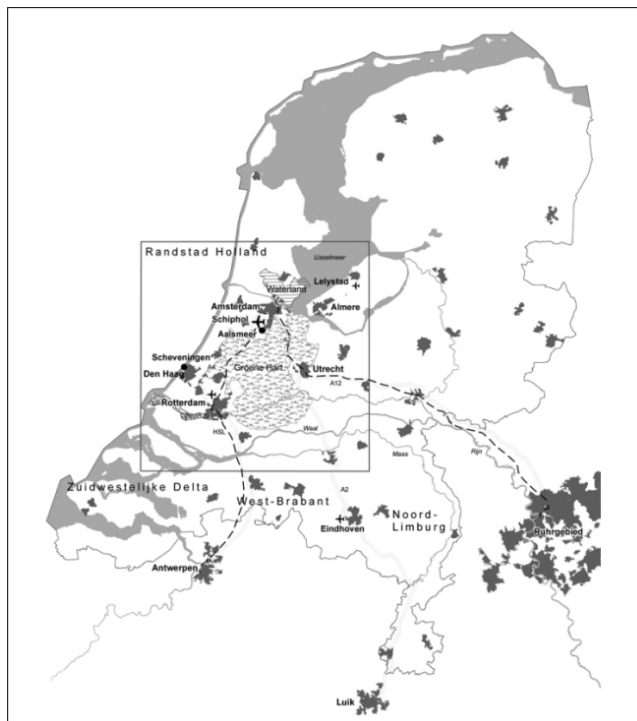 Randstad Holland
IJsselmeer
Lelystad
Waterland
Amsterdam
Almere
Schiphol
Aalsmeer
Scheveningen
A4
Groene Hart
Utrecht
Den Haag
A12
Rotterdam
HSL
Waal
Maas
Rijn
Zuidwestelijke Delta
West-Brabant
A2
Noord-
Limburg
Eindhoven
Ruhrgebied
Antwerpen
Luik